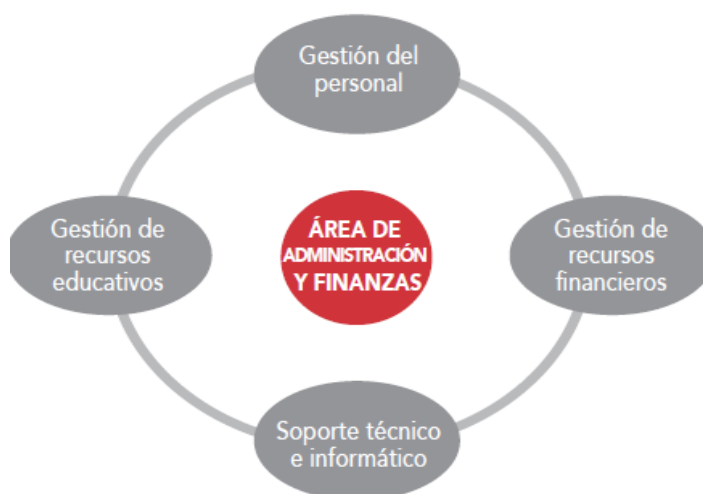 Gestión del
personal
Gestión de
recursos
educativos
ÁREA DE
ADMINISTRACIÓN
Y FINANZAS
Gestión de
recursos
financieros
Soporte técnico
e informático